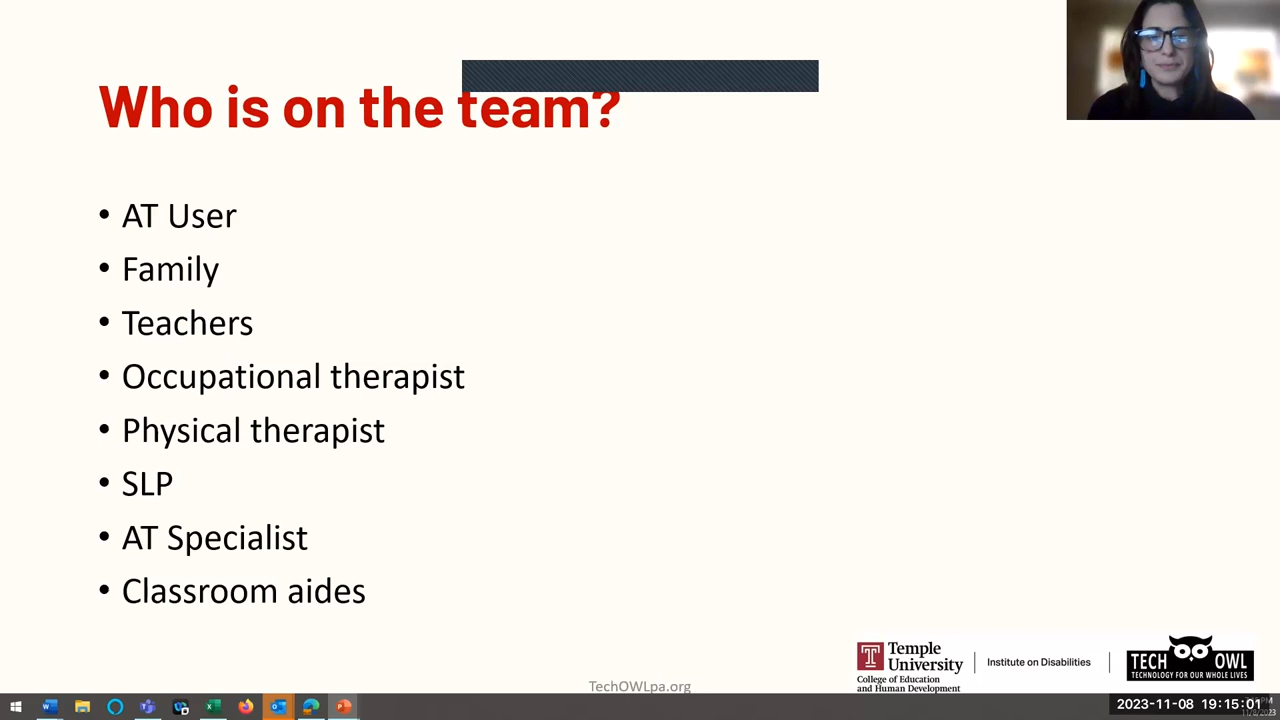 Who is on the team?
• AT User
• Family
• Teachers
• Occupational therapist
• Physical therapist
• SLP
• AT Specialist
• Classroom aides
Temple
University
College of Education
and Human Development
Institute on Disabilities
TECH OWL
TECHNOLOGY FOR OUR WHOLE LIVES
TechOWLpa.org
2023-11-08 19:15:01